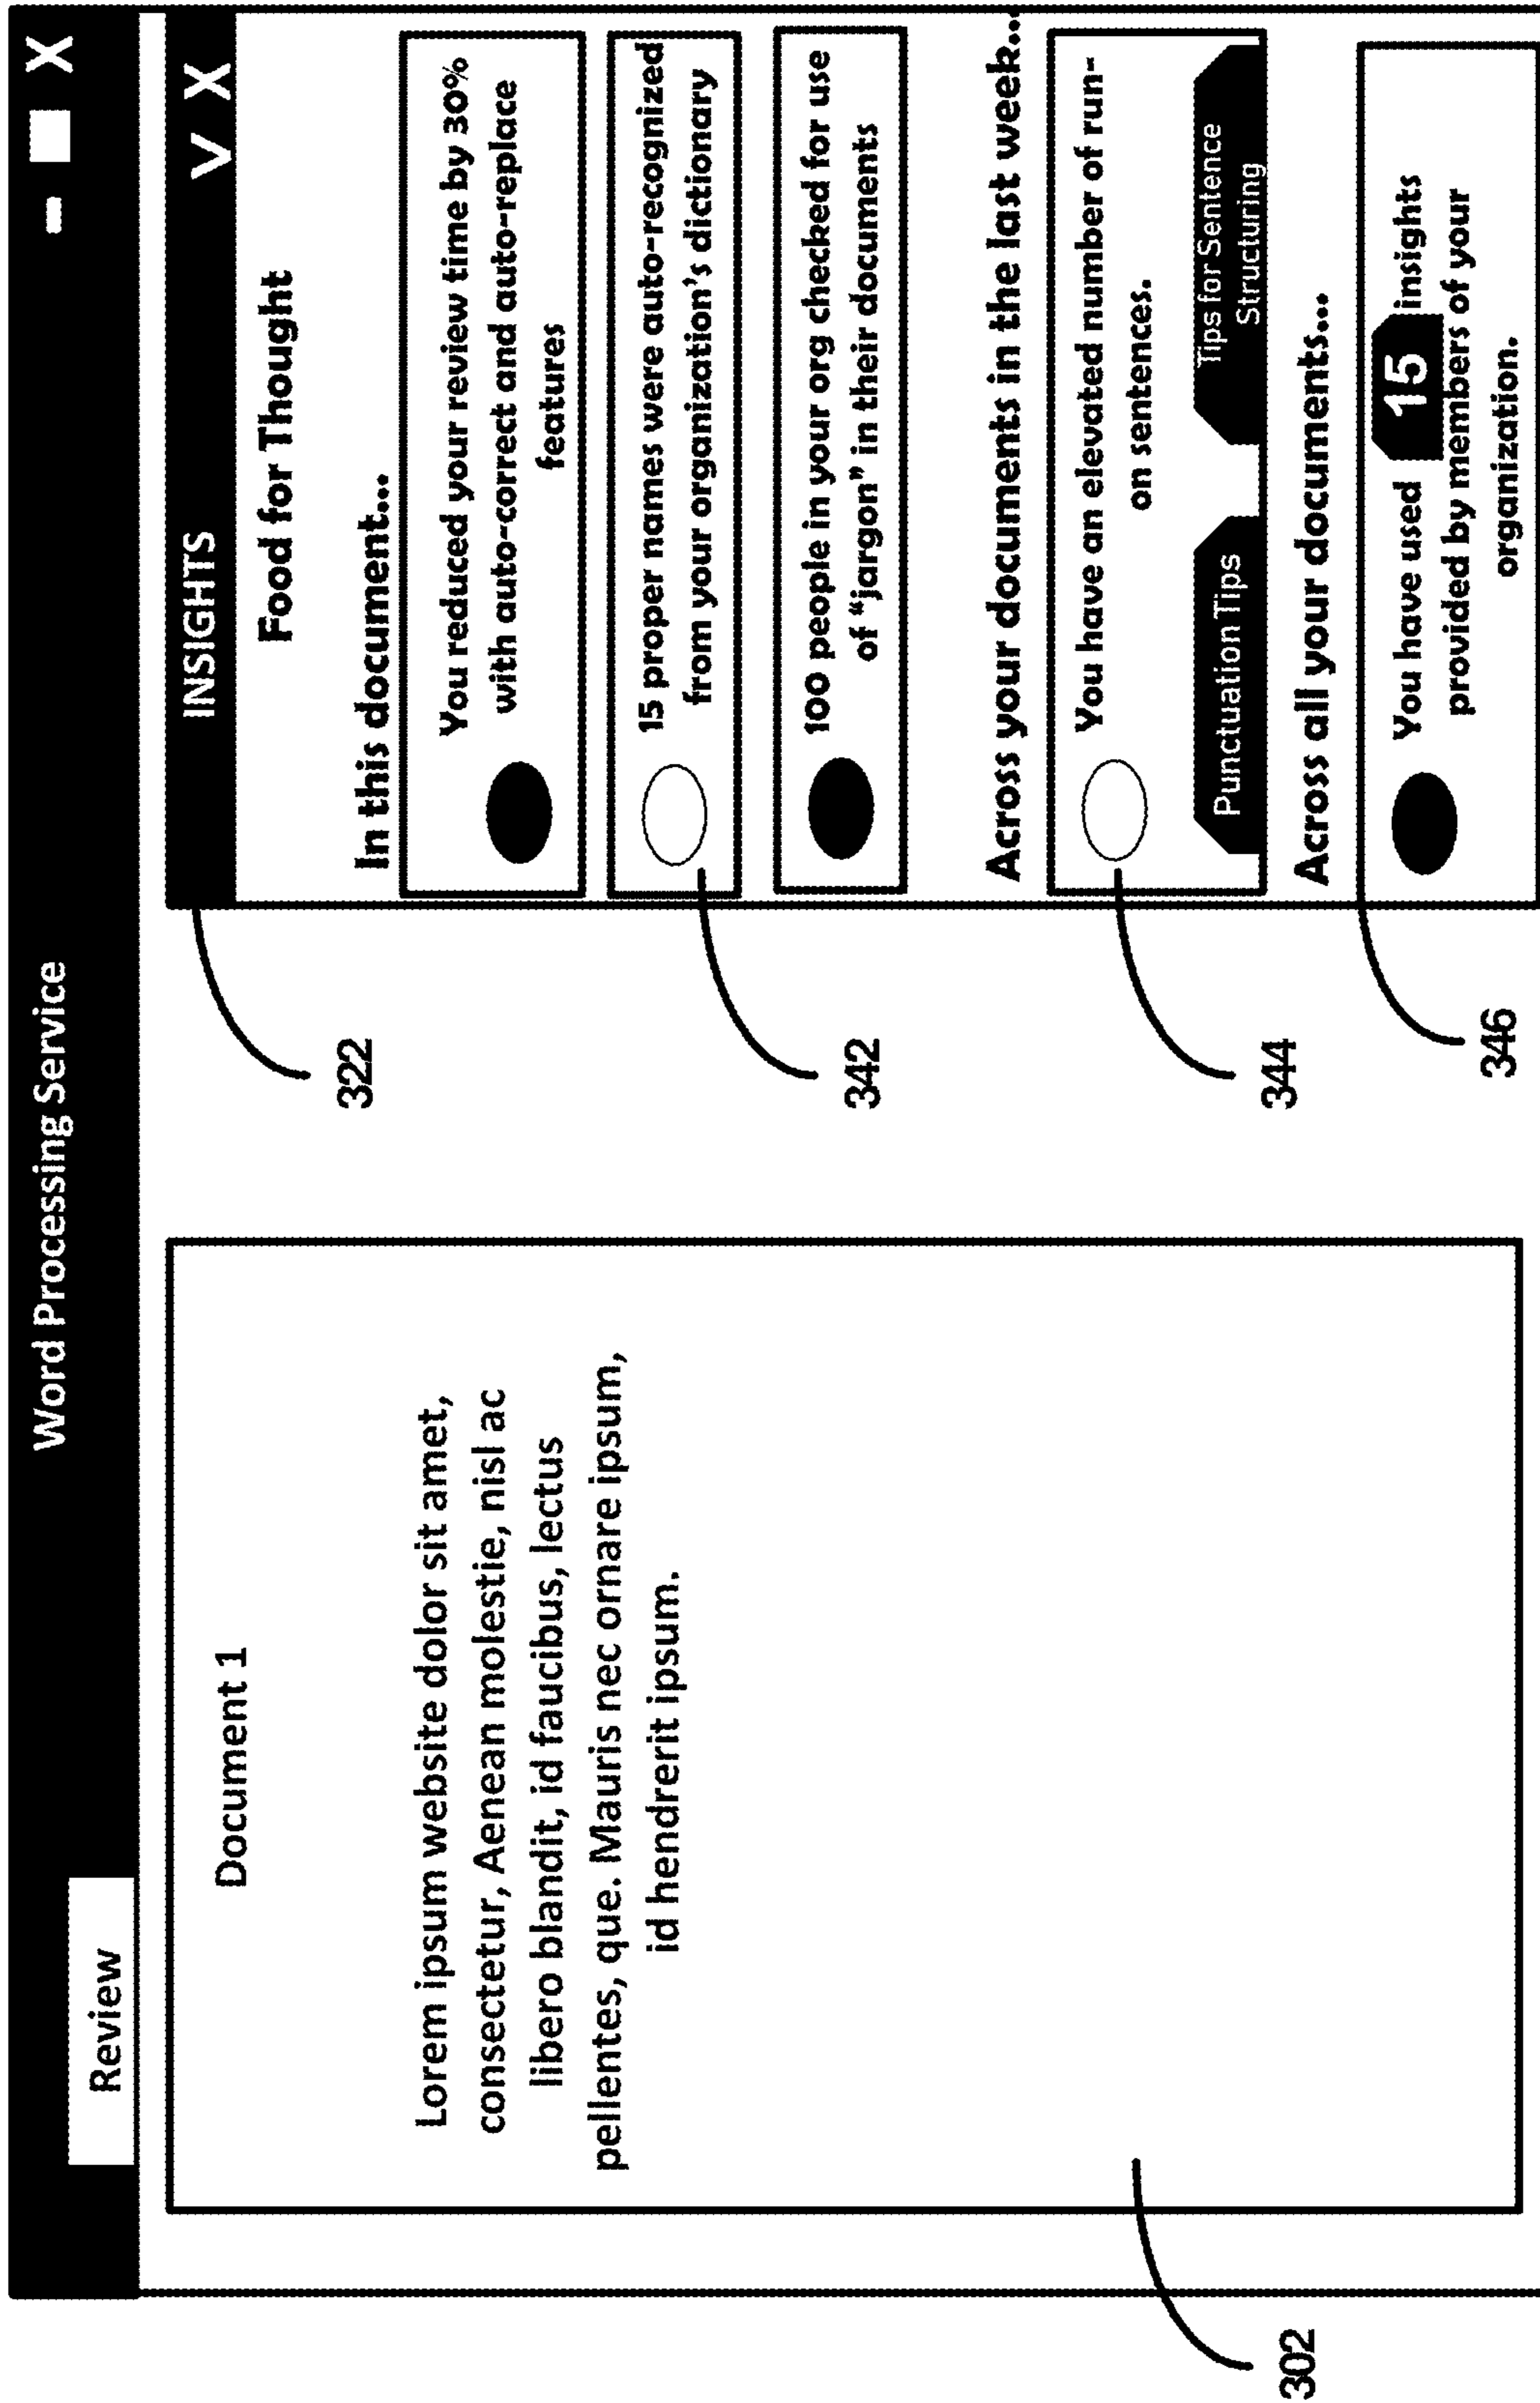 Word Processing Service
- X
Review
Document 1
Lorem ipsum website dolor sit amet,
consectetur, Aenean molestie, nisl ac
libero blandit, id faucibus, lectus
pellentes, que. Mauris nec ornare ipsum,
id hendrerit ipsum.
302
INSIGHTS
V X
Food for Thought
In this document...
You reduced your review time by 30%
with auto-correct and auto-replace
features
15 proper names were auto-recognized
from your organization's dictionary
100 people in your org checked for use
of “jargon” in their documents
Across your documents in the last week...
You have an elevated number of run-
on sentences.
Punctuation Tips
Tips for Sentence
Structuring
Across all your documents...
You have used 15 insights
provided by members of your
organization.
322
342
344
346